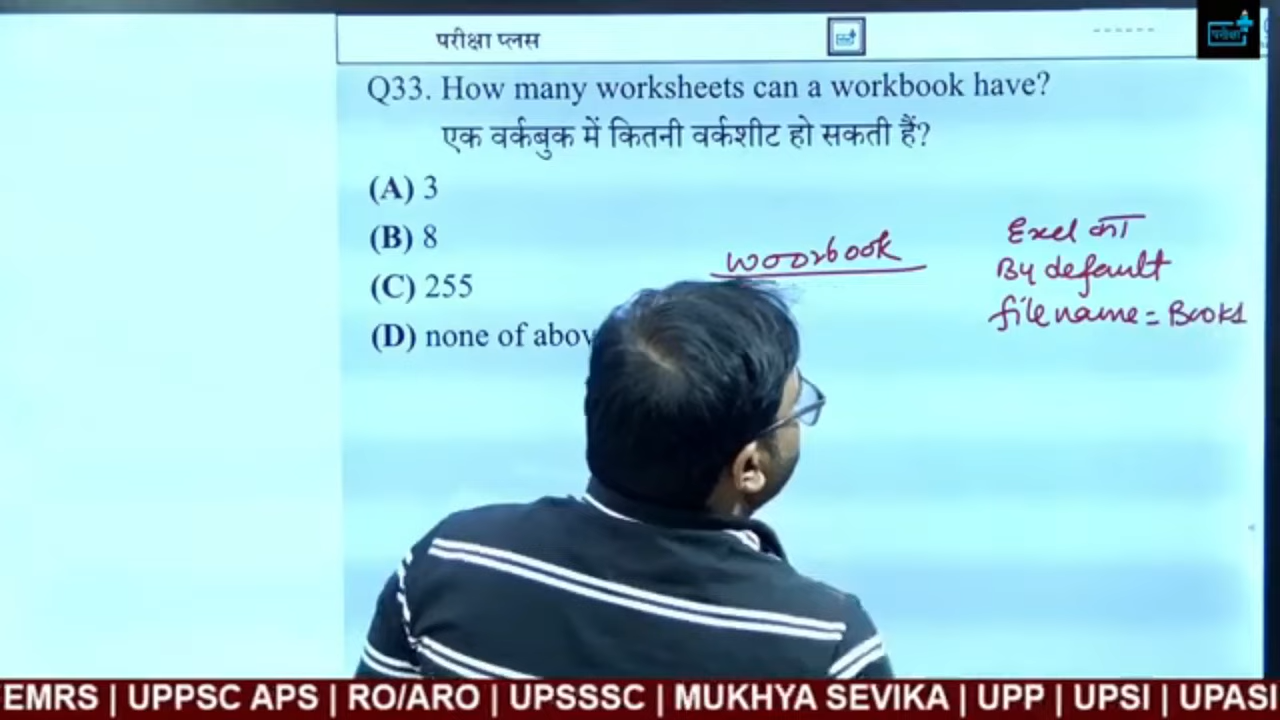 परीक्षा प्लस
परीक्षा
Q33. How many worksheets can a workbook have?
एक वर्कबुक में कितनी वर्कशीट हो सकती हैं?
(A) 3
(B) 8
(C) 255
(D) none of abov
Excel का
By default
file name = Book1
EMRS | UPPSC APS | RO/ARO | UPSSSC | MUKHYA SEVIKA | UPP | UPSI | UPASI